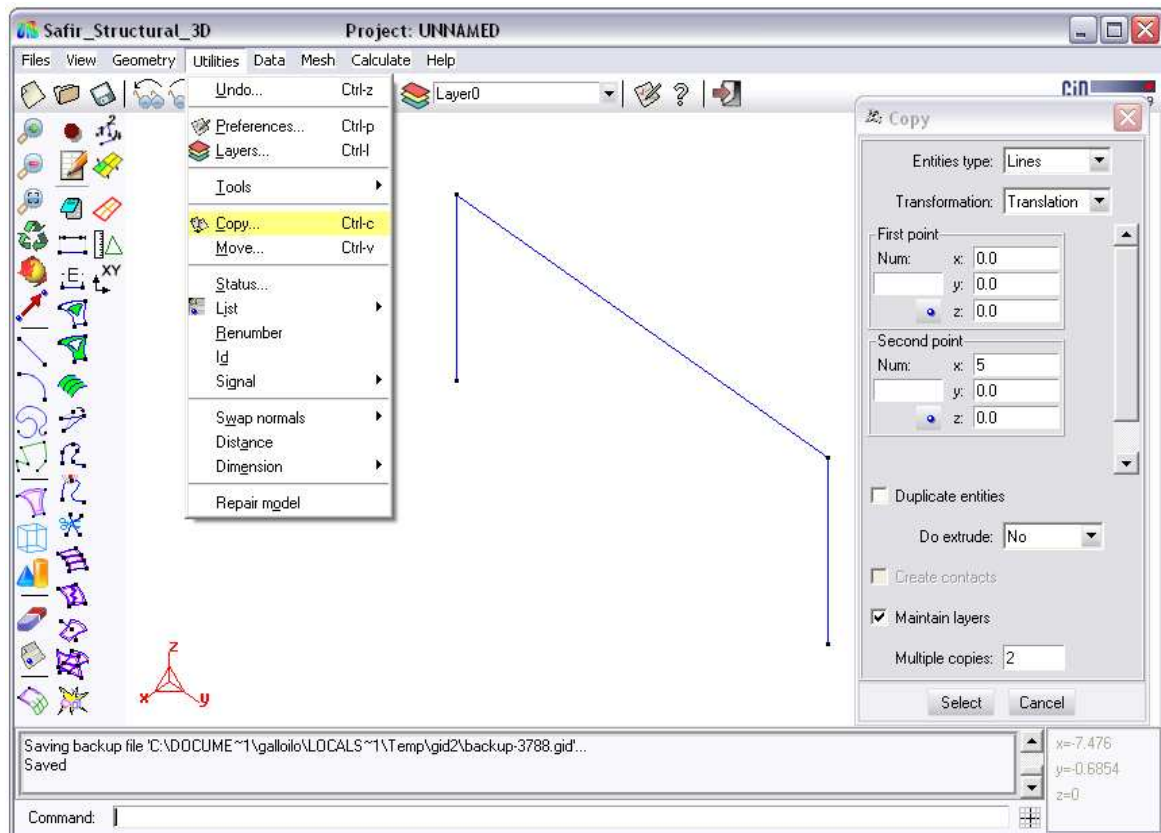 Safir_Structural_3D Project: UNNAMED
Files View Geometry Utilities Data Mesh Calculate Help
Layer0
Undo... Ctrl-z
Preferences... Ctrl-p
Layers... Ctrl-l
Tools
Copy... Ctrl-c
Move... Ctrl-v
Status...
List
Renumber
Id
Signal
Swap normals
Distance
Dimension
Repair model
Copy
Entities type: Lines
Transformation: Translation
First point
Num: x: 0.0
y: 0.0
z: 0.0
Second point
Num: x: 5
y: 0.0
z: 0.0
Duplicate entities
Do extrude: No
Create contacts
Maintain layers
Multiple copies: 2
Select Cancel
E
XY
z
x y
Saving backup file 'C:\DOCUME~1\galloilo\LOCALS~1\Temp\gid2\backup-3788.gid'...
Saved
x=-7.476
y=-0.6854
z=0
Command: